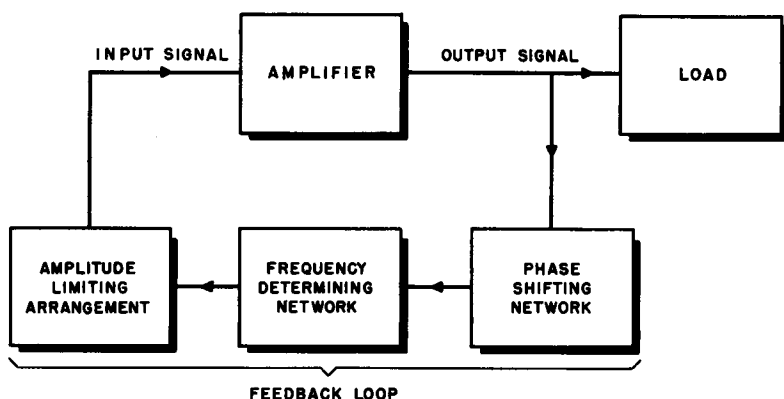 INPUT SIGNAL
AMPLIFIER
OUTPUT SIGNAL
LOAD
AMPLITUDE
LIMITING
ARRANGEMENT
FREQUENCY
DETERMINING
NETWORK
PHASE
SHIFTING
NETWORK
FEEDBACK LOOP